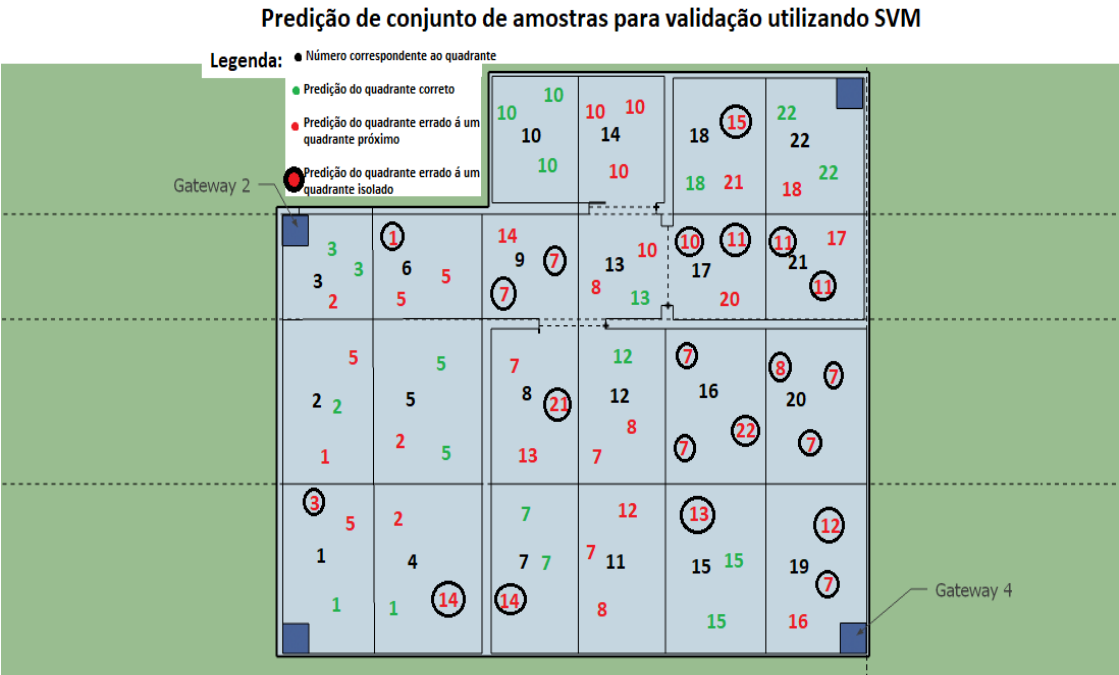 Predição de conjunto de amostras para validação utilizando SVM
Legenda: Número correspondente ao quadrante
Predição do quadrante correto
Predição do quadrante errado á um
quadrante próximo
Predição do quadrante errado á um
quadrante isolado
Gateway 2
10 10 10 10
10 10 14 10
18 15 18 21
22 22 22 18
3 3 3 2
1 6 5 5
14 9 7 7
10 13 8 13
10 11 17 20
11 17 21 11
5 2 2 1
5 5 2 5
7 8 21 13
12 12 8 7
7 16 22 7
8 7 20 7
3 5 1 1
2 4 1 14
7 7 7 14
12 7 11 8
13 15 15 15
12 19 7 16
Gateway 4